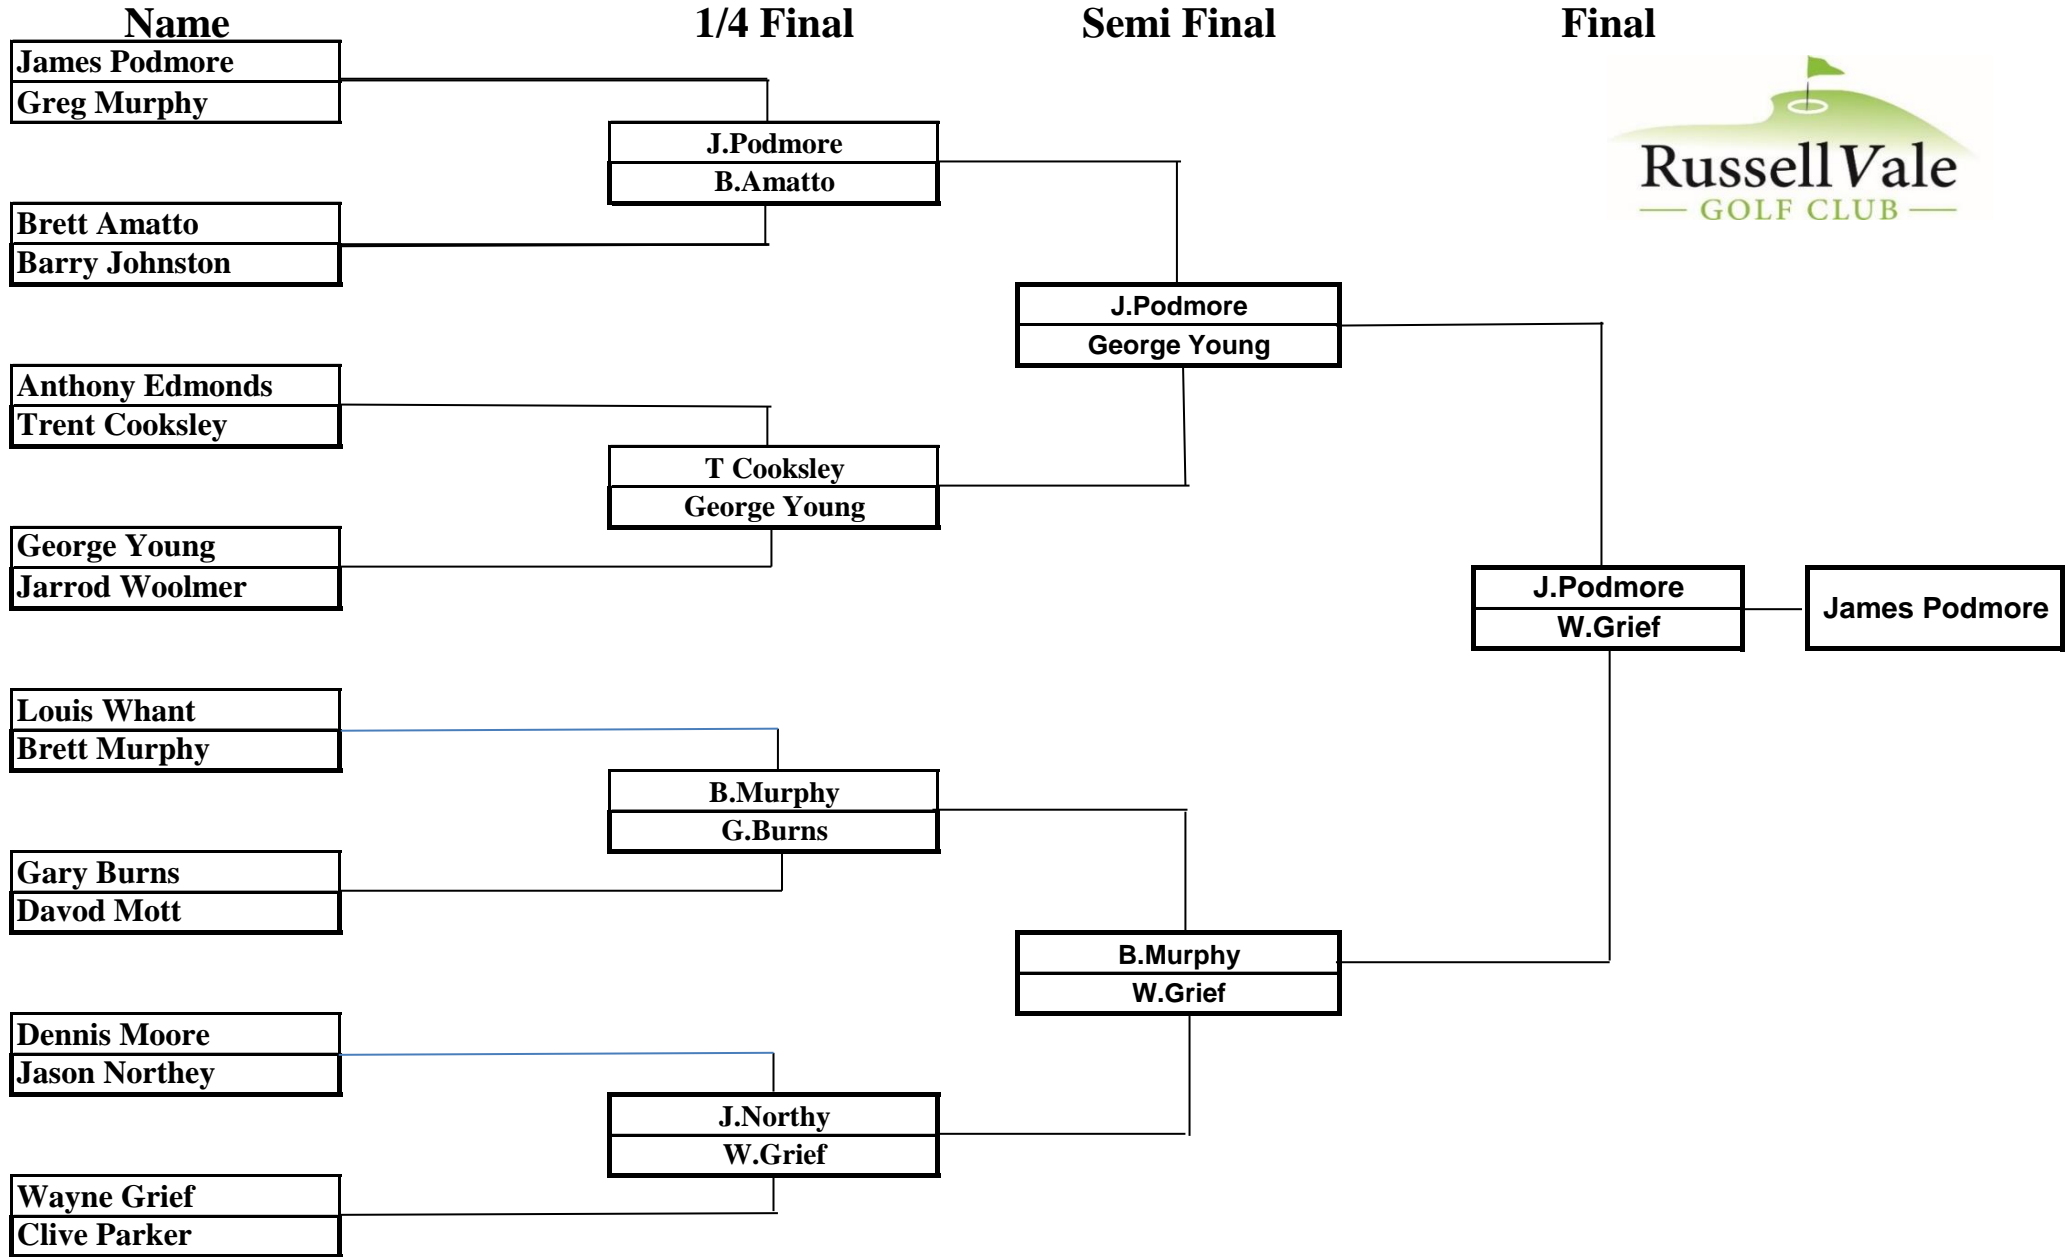 Name 1/4 Final Semi Final Final
James Podmore
Greg Murphy
J.Podmore
B.Amatto
Brett Amatto
Barry Johnston
Russell Vale
GOLF CLUB
J.Podmore
George Young
Anthony Edmonds
Trent Cooksley
T Cooksley
George Young
George Young
Jarrod Woolmer
J.Podmore
W.Grief
James Podmore
Louis Whant
Brett Murphy
B.Murphy
G.Burns
Gary Burns
Davod Mott
B.Murphy
W.Grief
Dennis Moore
Jason Northey
J.Northy
W.Grief
Wayne Grief
Clive Parker